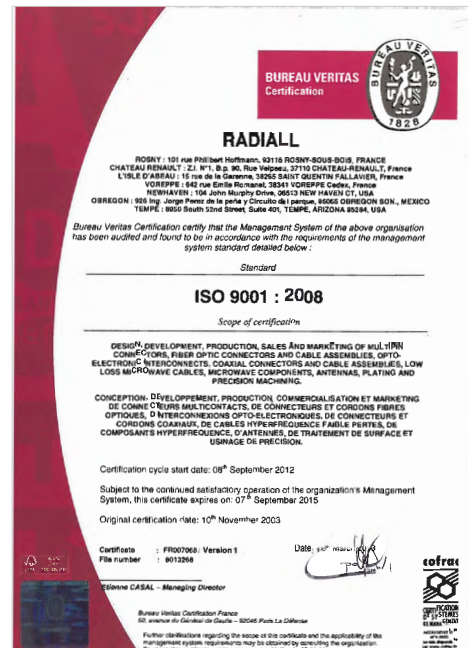 BUREAU VERITAS
Certification
BUREAU VERITAS
1828
RADIALL
ROSNY : 101 rue Philibert Hoffmann, 93116 ROSNY-SOUS-BOIS, FRANCE
CHATEAU RENAULT : Z.I. N°1, B.p. 90, Rue Velpeau, 37110 CHATEAU-RENAULT, France
L'ISLE D'ABEAU : 15 rue de la Garenne, 38295 SAINT QUENTIN FALLAVIER, France
VOREPPE : 642 rue Emile Romanet, 38341 VOREPPE Cedex, France
NEWHAVEN : 104 John Murphy Drive, 06513 NEW HAVEN CT, USA
OBREGON : 926 Ing. Jorge Perez de la peña y Circuito del parque, 85065 OBREGON SON., MEXICO
TEMPE : 8950 South 52nd Street, Suite 401, TEMPE, ARIZONA 85284, USA
Bureau Veritas Certification certify that the Management System of the above organisation
has been audited and found to be in accordance with the requirements of the management
system standard detailed below :
Standard
ISO 9001 : 2008
Scope of certification
DESIGN, DEVELOPMENT, PRODUCTION, SALES AND MARKETING OF MULTIPIN
CONNECTORS, FIBER OPTIC CONNECTORS AND CABLE ASSEMBLIES, OPTO-
ELECTRONIC INTERCONNECTS, COAXIAL CONNECTORS AND CABLE ASSEMBLIES, LOW
LOSS MICROWAVE CABLES, MICROWAVE COMPONENTS, ANTENNAS, PLATING AND
PRECISION MACHINING.
CONCEPTION, DEVELOPPEMENT, PRODUCTION, COMMERCIALISATION ET MARKETING
DE CONNECTEURS MULTICONTACTS, DE CONNECTEURS ET CORDONS FIBRES
OPTIQUES, D INTERCONNEXIONS OPTO-ELECTRONIQUES, DE CONNECTEURS ET
CORDONS COAXIAUX, DE CABLES HYPERFREQUENCE FAIBLE PERTES, DE
COMPOSANTS HYPERFREQUENCE, D'ANTENNES, DE TRAITEMENT DE SURFACE ET
USINAGE DE PRECISION.
Certification cycle start date: 08th September 2012
Subject to the continued satisfactory operation of the organization's Management
System, this certificate expires on: 07th September 2015
Original certification date: 10th November 2003
Certificate : FR007068 / Version 1
File number : 6013268
Date
Etienne CASAL – Managing Director
cofrac
Bureau Veritas Certification France
60, avenue du Général de Gaulle – 92046 Paris La Défense
Further clarifications regarding the scope of this certificate and the applicability of the
management system requirements may be obtained by consulting the organization.